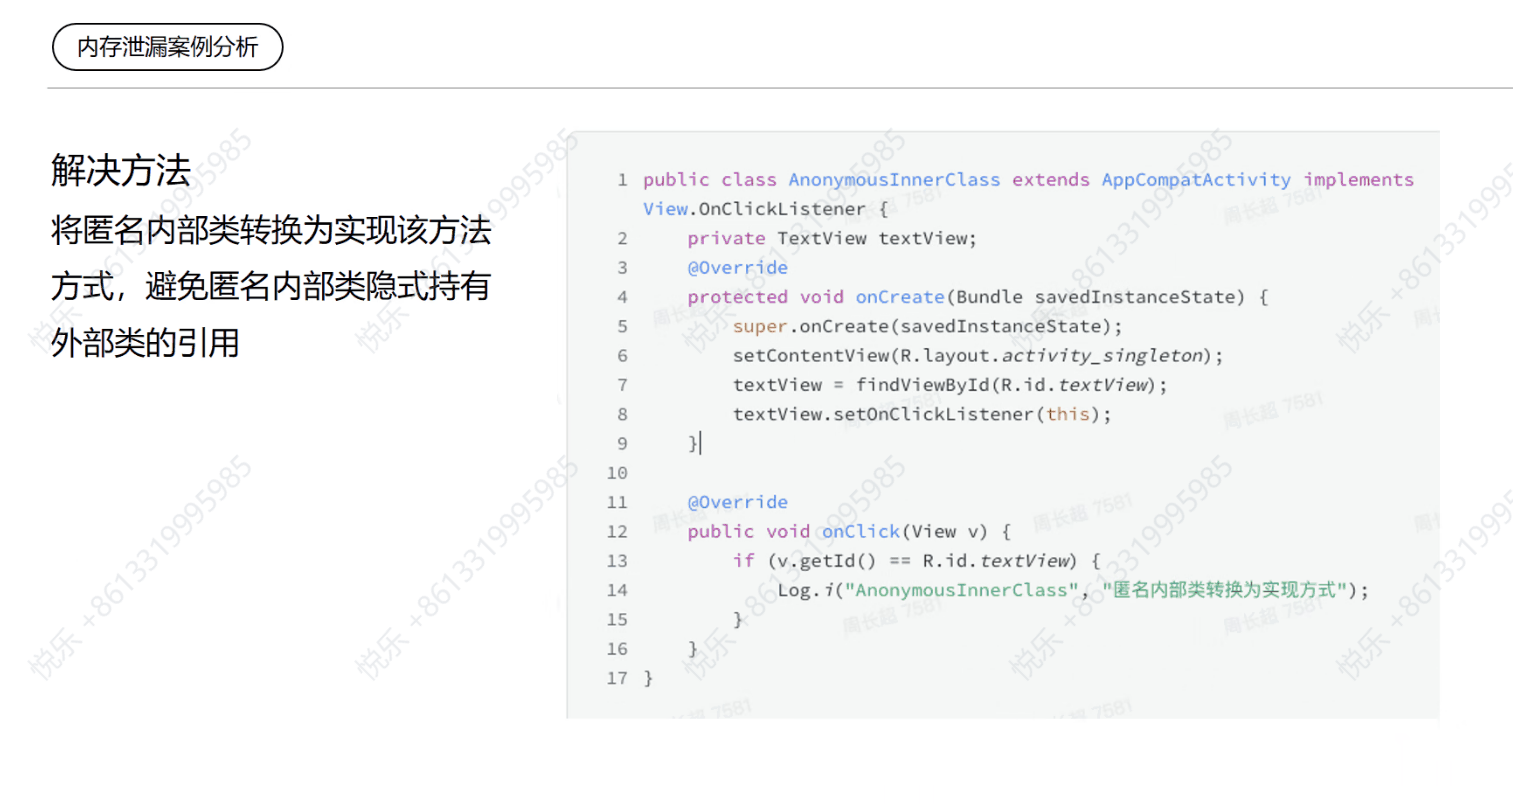 内存泄漏案例分析
解决方法
将匿名内部类转换为实现该方法
方式，避免匿名内部类隐式持有
外部类的引用
1 public class AnonymousInnerClass extends AppCompatActivity implements
View.OnClickListener {
2     private TextView textView;
3     @Override
4     protected void onCreate(Bundle savedInstanceState) {
5         super.onCreate(savedInstanceState);
6         setContentView(R.layout.activity_singleton);
7         textView = findViewById(R.id.textView);
8         textView.setOnClickListener(this);
9     }
10
11     @Override
12     public void onClick(View v) {
13         if (v.getId() == R.id.textView) {
14             Log.i("AnonymousInnerClass", "匿名内部类转换为实现方式");
15         }
16     }
17 }
悦乐 +8613319995985
周长超 7581